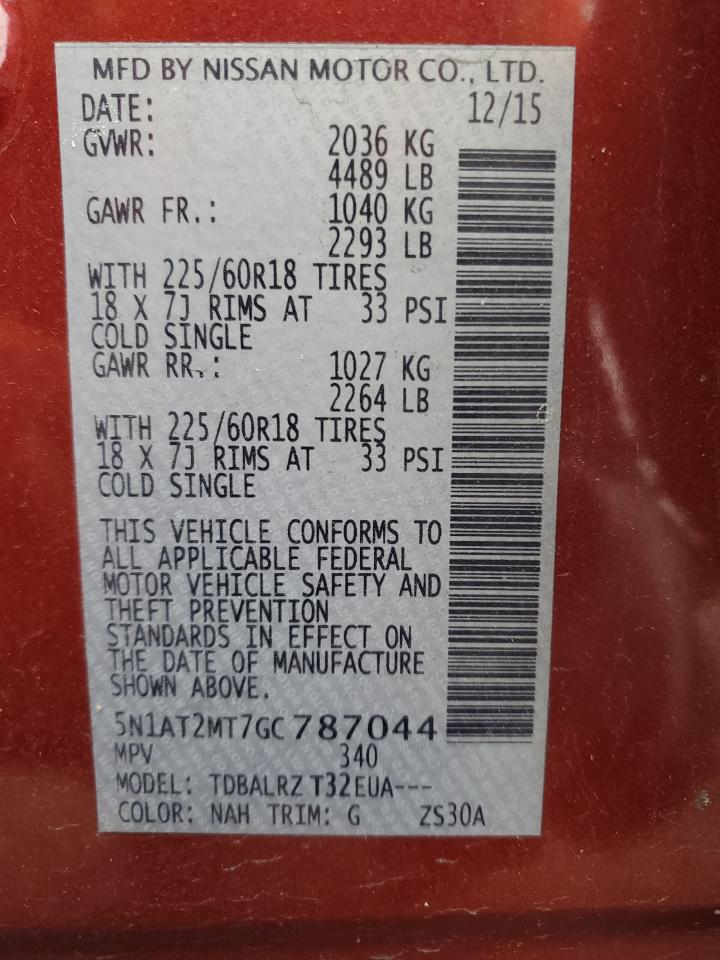 MFD BY NISSAN MOTOR CO., LTD.
DATE: 12/15
GVWR: 2036 KG
4489 LB
GAWR FR.: 1040 KG
2293 LB
WITH 225/60R18 TIRES
18 X 7J RIMS AT 33 PSI
COLD SINGLE
GAWR RR.: 1027 KG
2264 LB
WITH 225/60R18 TIRES
18 X 7J RIMS AT 33 PSI
COLD SINGLE
THIS VEHICLE CONFORMS TO
ALL APPLICABLE FEDERAL
MOTOR VEHICLE SAFETY AND
THEFT PREVENTION
STANDARDS IN EFFECT ON
THE DATE OF MANUFACTURE
SHOWN ABOVE.
5N1AT2MT7GC787044
MPV 340
MODEL: TDBALRZ T32EUA---
COLOR: NAH TRIM: G ZS30A